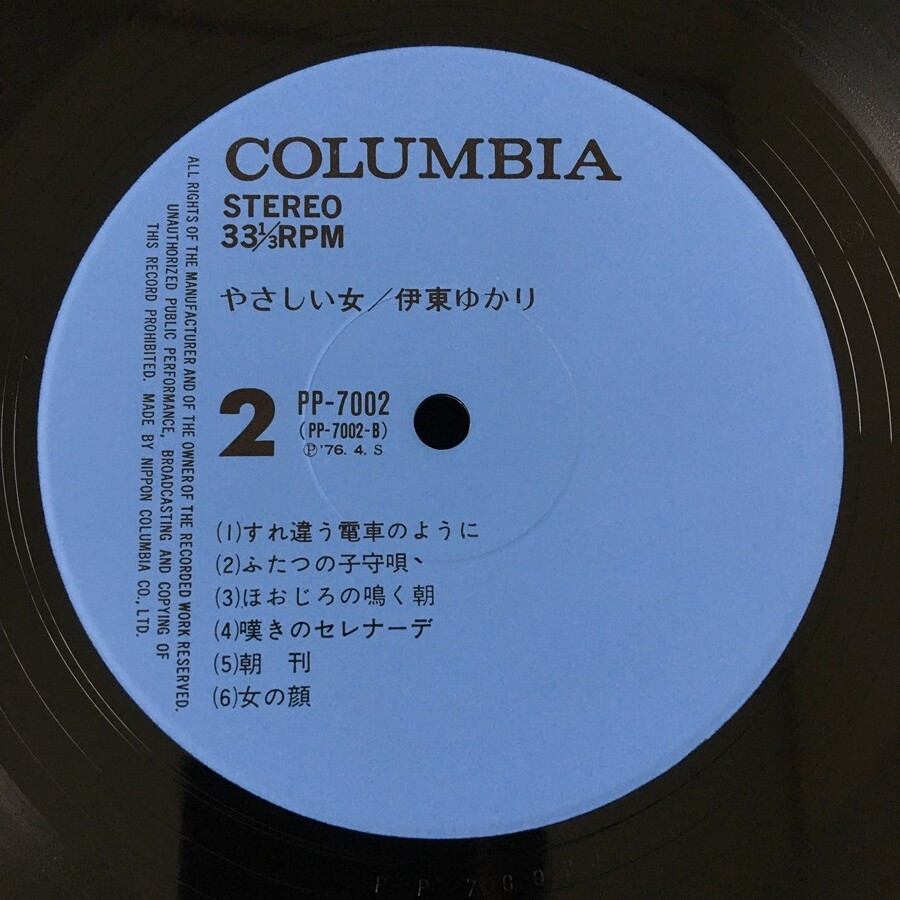 COLUMBIA
STEREO
33 1/3 RPM
やさしい女/伊東ゆかり
2
PP-7002
(PP-7002-B)
Ⓟ'76. 4. S
(1)すれ違う電車のように
(2)ふたつの子守唄、
(3)ほおじろの鳴く朝
(4)嘆きのセレナーデ
(5)朝 刊
(6)女の顔
ALL RIGHTS OF THE MANUFACTURER AND OF THE OWNER OF THE RECORDED WORK RESERVED.
UNAUTHORIZED PUBLIC PERFORMANCE, BROADCASTING AND COPYING OF
THIS RECORD PROHIBITED. MADE BY NIPPON COLUMBIA CO., LTD.